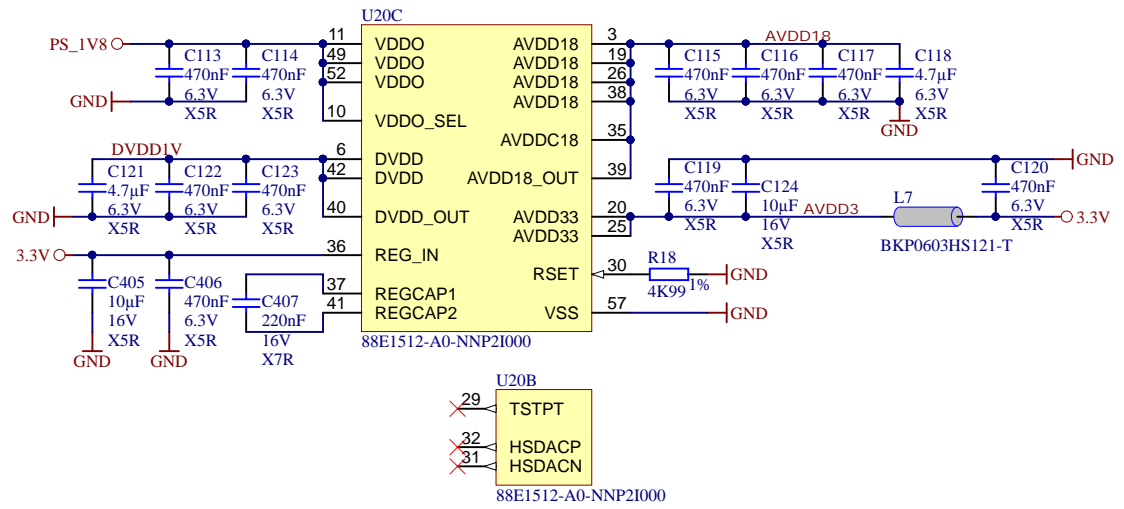 U20C
PS_1V8
GND
C113
470nF
6.3V
X5R
C114
470nF
6.3V
X5R
11
49
52
10
VDDO
VDDO
VDDO
VDDO_SEL
DVDD1V
6
42
40
DVDD
DVDD
DVDD_OUT
GND
C121
4.7µF
6.3V
X5R
C122
470nF
6.3V
X5R
C123
470nF
6.3V
X5R
3.3V
36
REG_IN
37
REGCAP1
41
REGCAP2
C405
10µF
16V
X5R
GND
C406
470nF
6.3V
X5R
GND
C407
220nF
16V
X7R
88E1512-A0-NNP2I000
AVDD18
AVDD18
AVDD18
AVDD18
AVDDC18
AVDD18_OUT
AVDD33
AVDD33
RSET
VSS
3
19
26
38
35
39
20
25
30
57
AVDD18
C115
470nF
6.3V
X5R
C116
470nF
6.3V
X5R
C117
470nF
6.3V
X5R
C118
4.7µF
6.3V
X5R
GND
C119
470nF
6.3V
X5R
C124
10µF
16V
X5R
AVDD3
L7
BKP0603HS121-T
C120
470nF
6.3V
X5R
GND
3.3V
R18
4K99
1%
GND
GND
U20B
29
TSTPT
32
HSDACP
31
HSDACN
88E1512-A0-NNP2I000